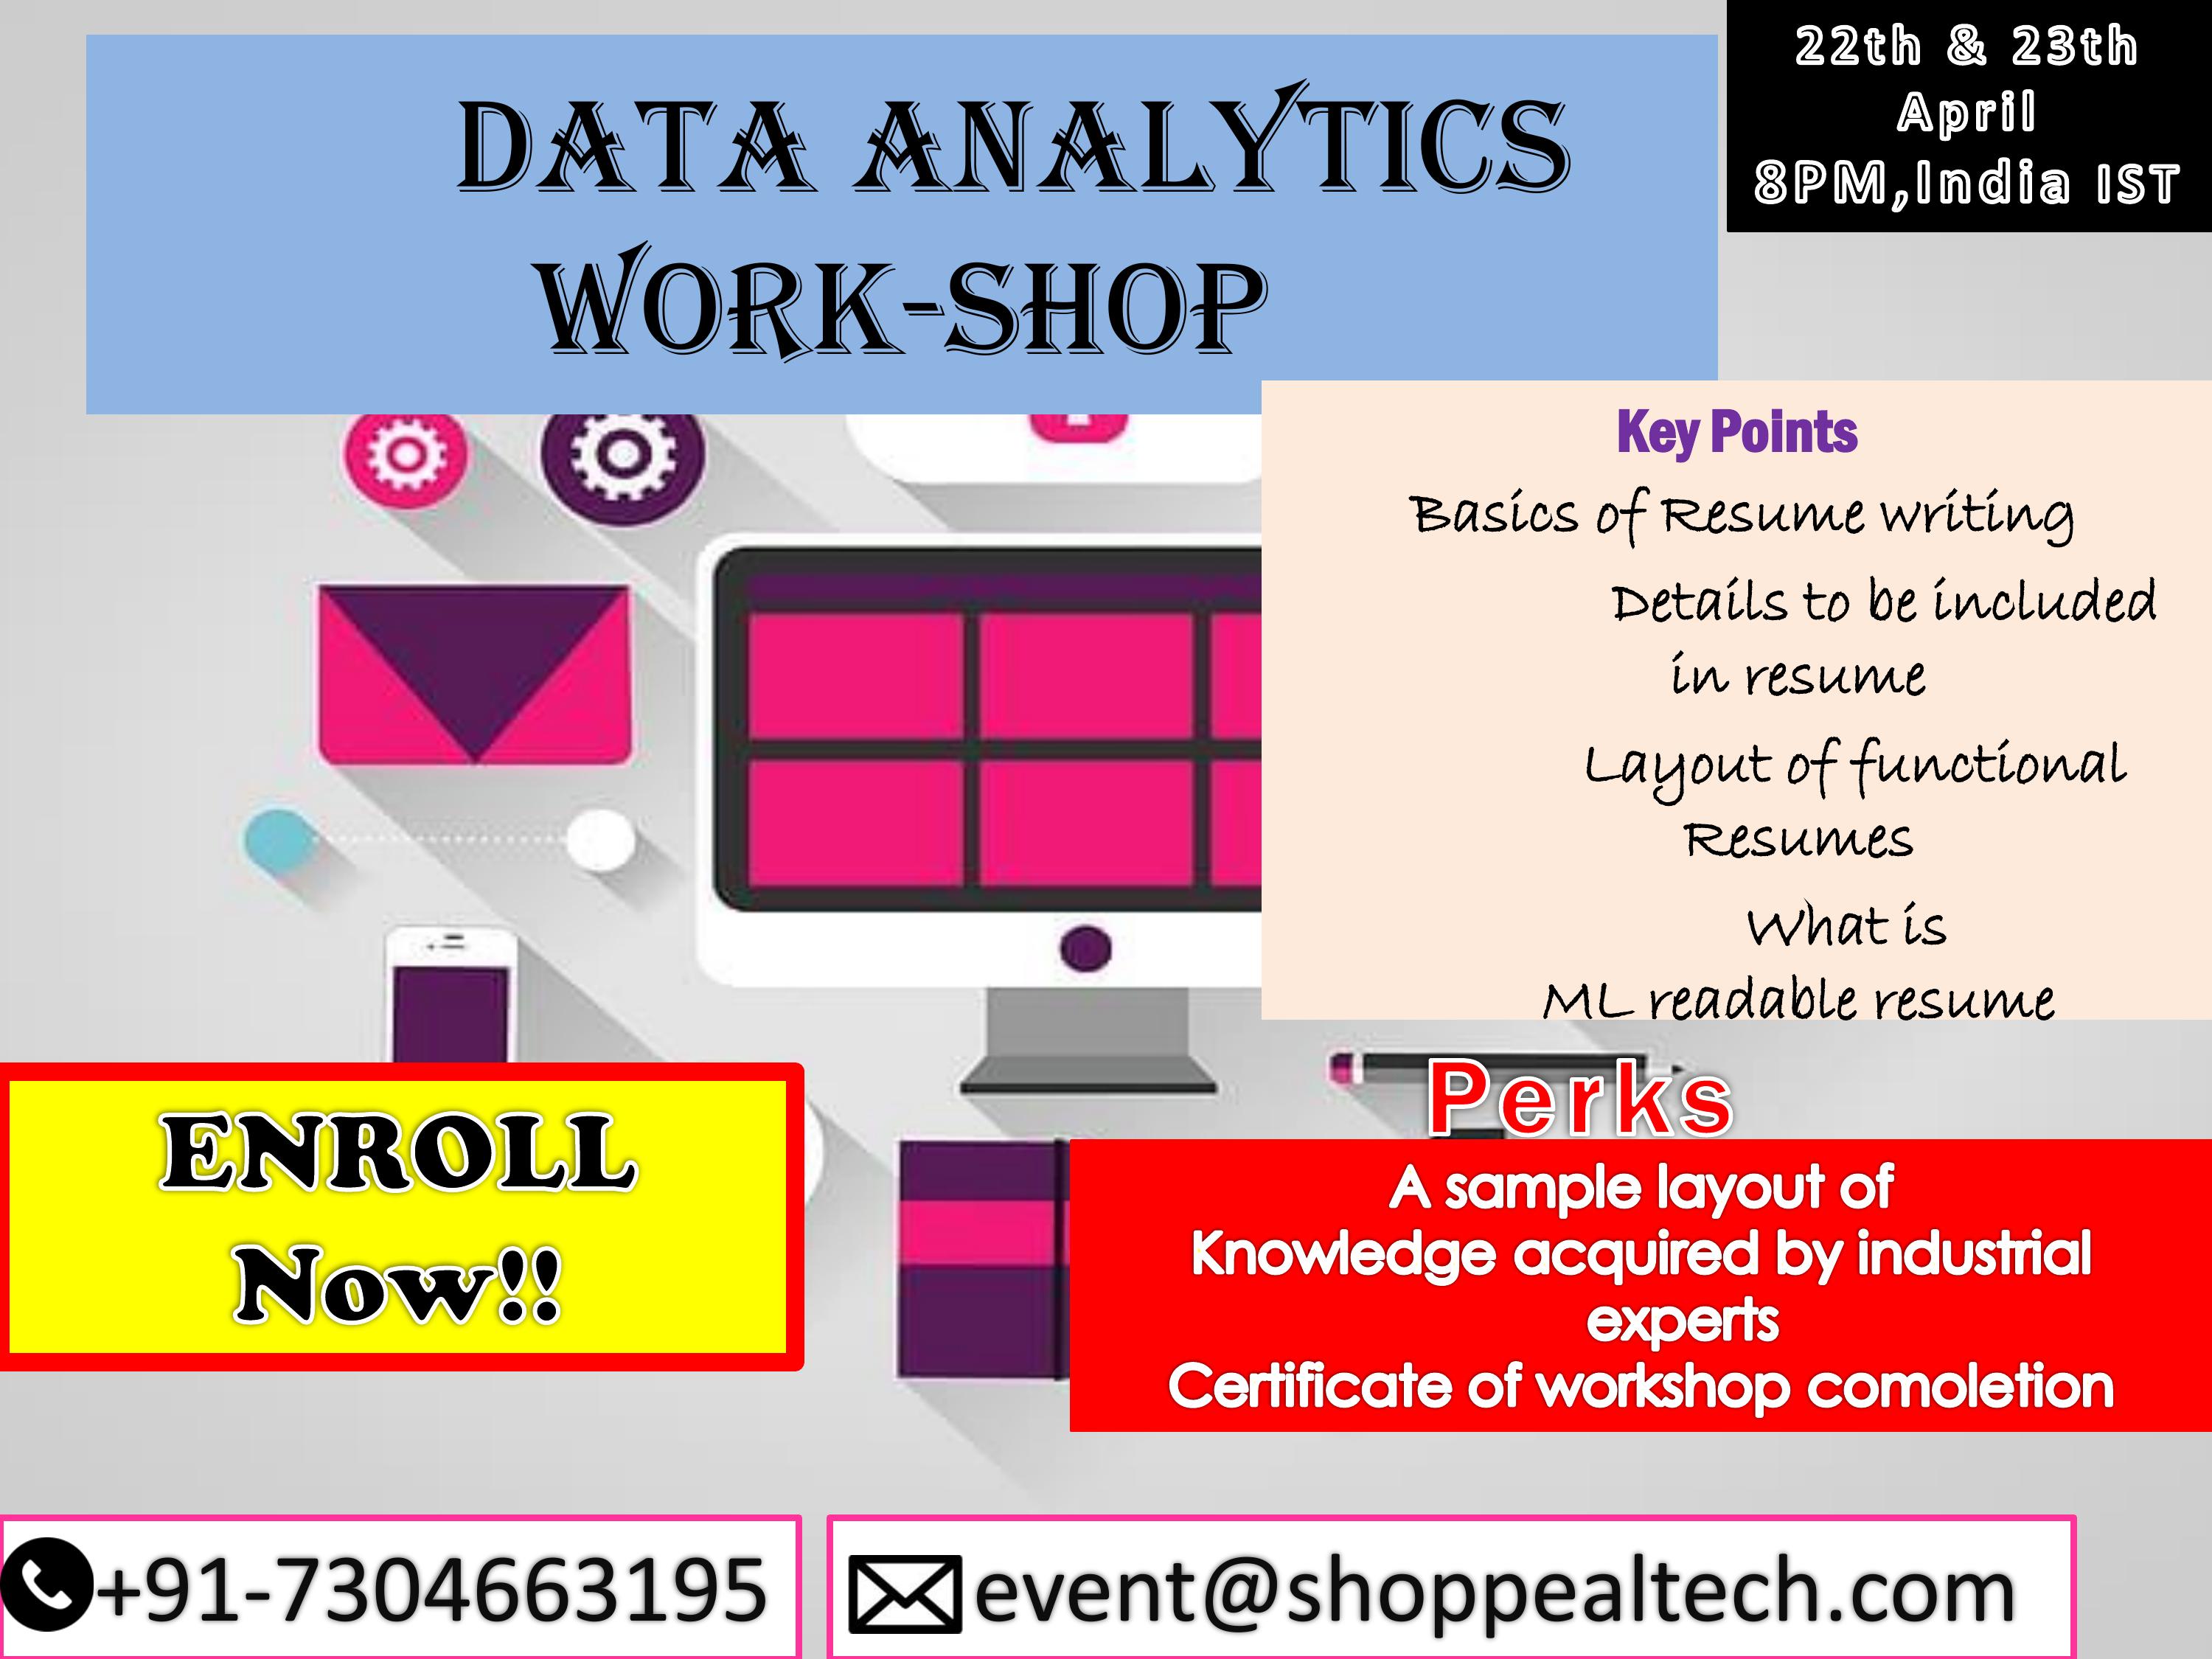 DATA ANALYTICS
WORK-SHOP
22th & 23th
April
8PM,India IST
Key Points
Basics of Resume writing
Details to be included
in resume
Layout of functional
Resumes
What is
ML readable resume
Perks
A sample layout of
Knowledge acquired by industrial
experts
Certificate of workshop comoletion
ENROLL
Now!!
+91-7304663195
event@shoppealtech.com